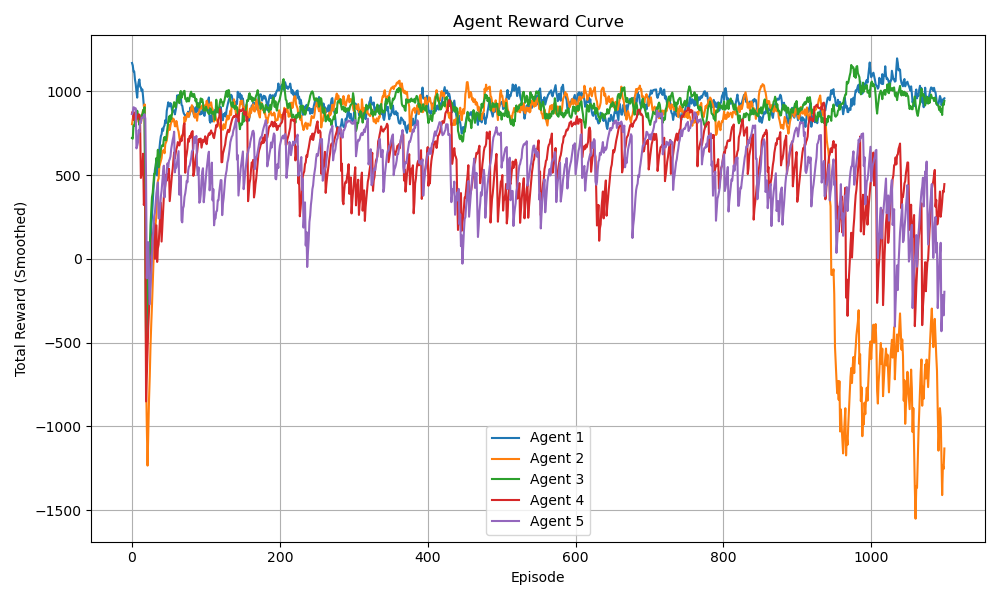 Agent Reward Curve
Total Reward (Smoothed)
1000
500
0
−500
−1000
−1500
Agent 1
Agent 2
Agent 3
Agent 4
Agent 5
0 200 400 600 800 1000
Episode